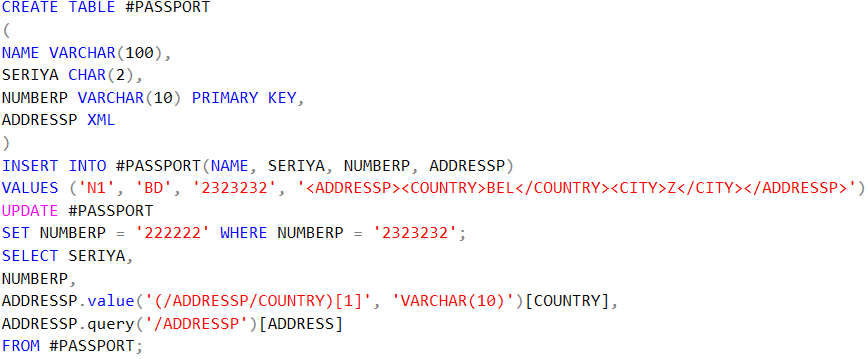 CREATE TABLE #PASSPORT
(
NAME VARCHAR(100),
SERIYA CHAR(2),
NUMBERP VARCHAR(10) PRIMARY KEY,
ADDRESSP XML
)
INSERT INTO #PASSPORT(NAME, SERIYA, NUMBERP, ADDRESSP)
VALUES ('N1', 'BD', '2323232', '<ADDRESSP><COUNTRY>BEL</COUNTRY><CITY>Z</CITY></ADDRESSP>')
UPDATE #PASSPORT
SET NUMBERP = '222222' WHERE NUMBERP = '2323232';
SELECT SERIYA,
NUMBERP,
ADDRESSP.value('(/ADDRESSP/COUNTRY)[1]', 'VARCHAR(10)')[COUNTRY],
ADDRESSP.query('/ADDRESSP')[ADDRESS]
FROM #PASSPORT;